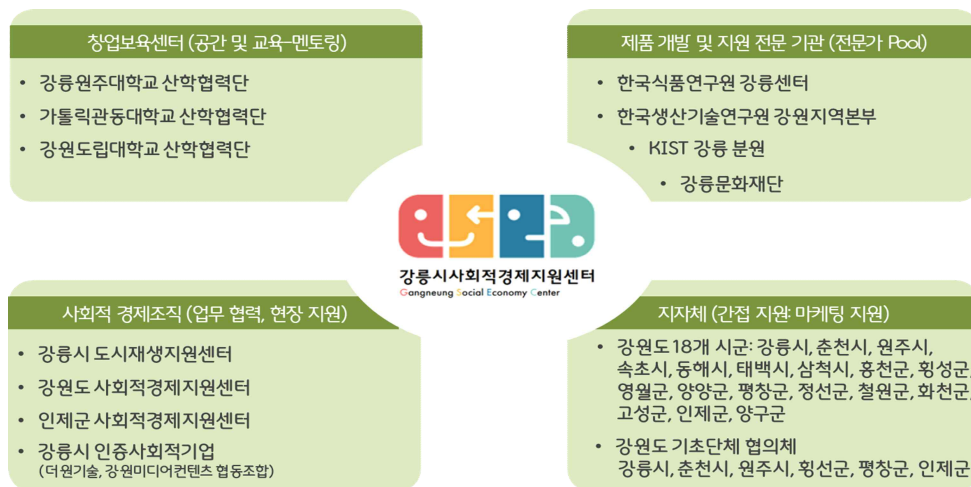 창업보육센터 (공간 및 교육-멘토링)
• 강릉원주대학교 산학협력단
• 가톨릭관동대학교 산학협력단
• 강원도립대학교 산학협력단
제품 개발 및 지원 전문 기관 (전문가 Pool)
• 한국식품연구원 강릉센터
• 한국생산기술연구원 강원지역본부
• KIST 강릉 분원
• 강릉문화재단
강릉시사회적경제지원센터
Gangneung Social Economy Center
사회적 경제조직 (업무 협력, 현장 지원)
• 강릉시 도시재생지원센터
• 강원도 사회적경제지원센터
• 인제군 사회적경제지원센터
• 강릉시 인증사회적기업
(더원기술, 강원미디어컨텐츠 협동조합)
지자체 (간접 지원: 마케팅 지원)
• 강원도 18개 시군: 강릉시, 춘천시, 원주시,
속초시, 동해시, 태백시, 삼척시, 홍천군, 횡성군,
영월군, 양양군, 평창군, 정선군, 철원군, 화천군,
고성군, 인제군, 양구군
• 강원도 기초단체 협의체
강릉시, 춘천시, 원주시, 횡선군, 평창군, 인제군